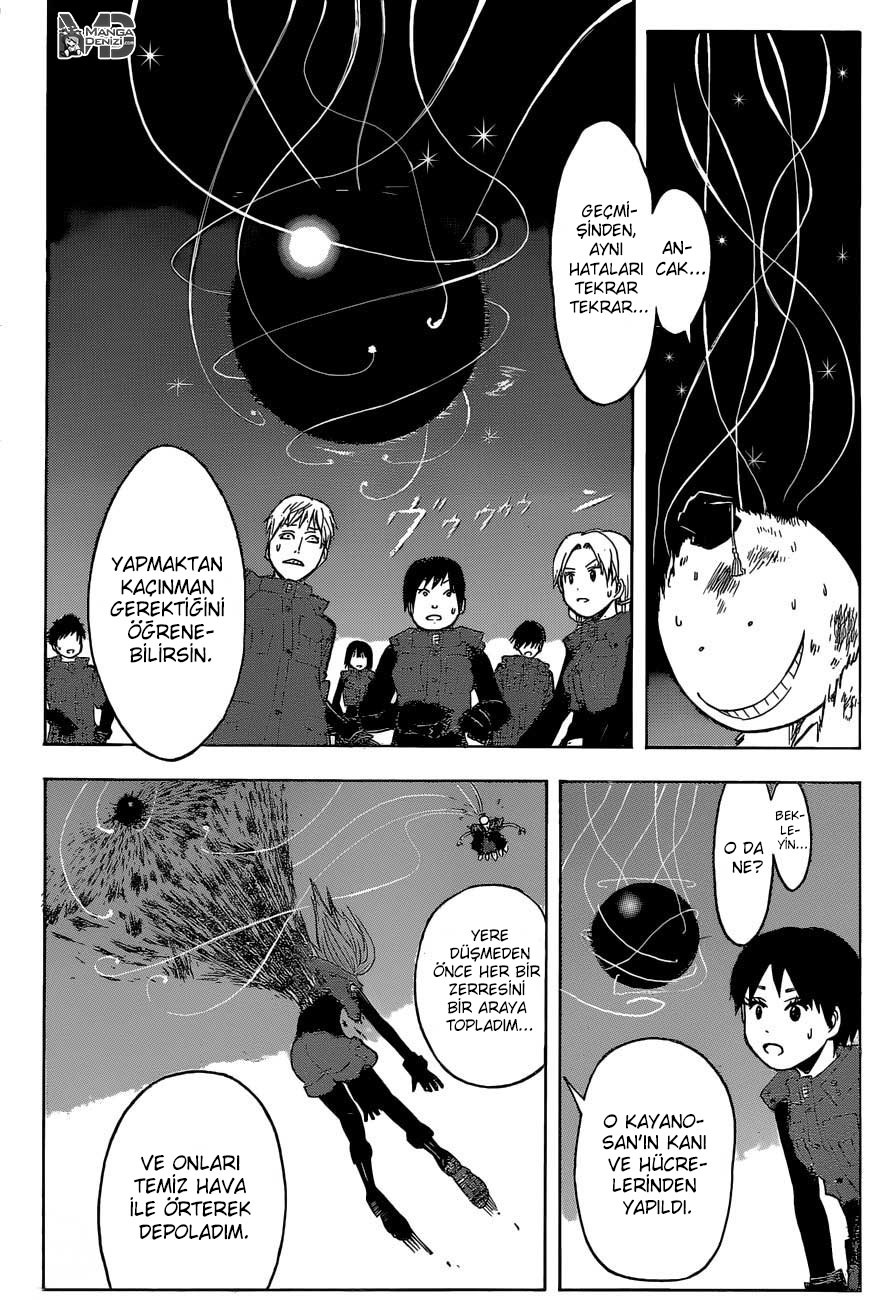 MANGA
DENİZİ
AN-
CAK...
GEÇMİ-
ŞİNDEN,
AYNI
HATALARI
TEKRAR
TEKRAR...
YAPMAKTAN
KAÇINMAN
GEREKTİĞİNİ
ÖĞRENE-
BİLİRSİN.
ヴゥゥゥゥン
BEK-
LE-
YİN...
O DA
NE?
O KAYANO-
SAN'IN KANI
VE HÜCRE-
LERİNDEN
YAPILDI.
YERE
DÜŞMEDEN
ÖNCE HER BİR
ZERRESİNİ
BİR ARAYA
TOPLADIM...
VE ONLARI
TEMİZ HAVA
İLE ÖRTEREK
DEPOLADIM.